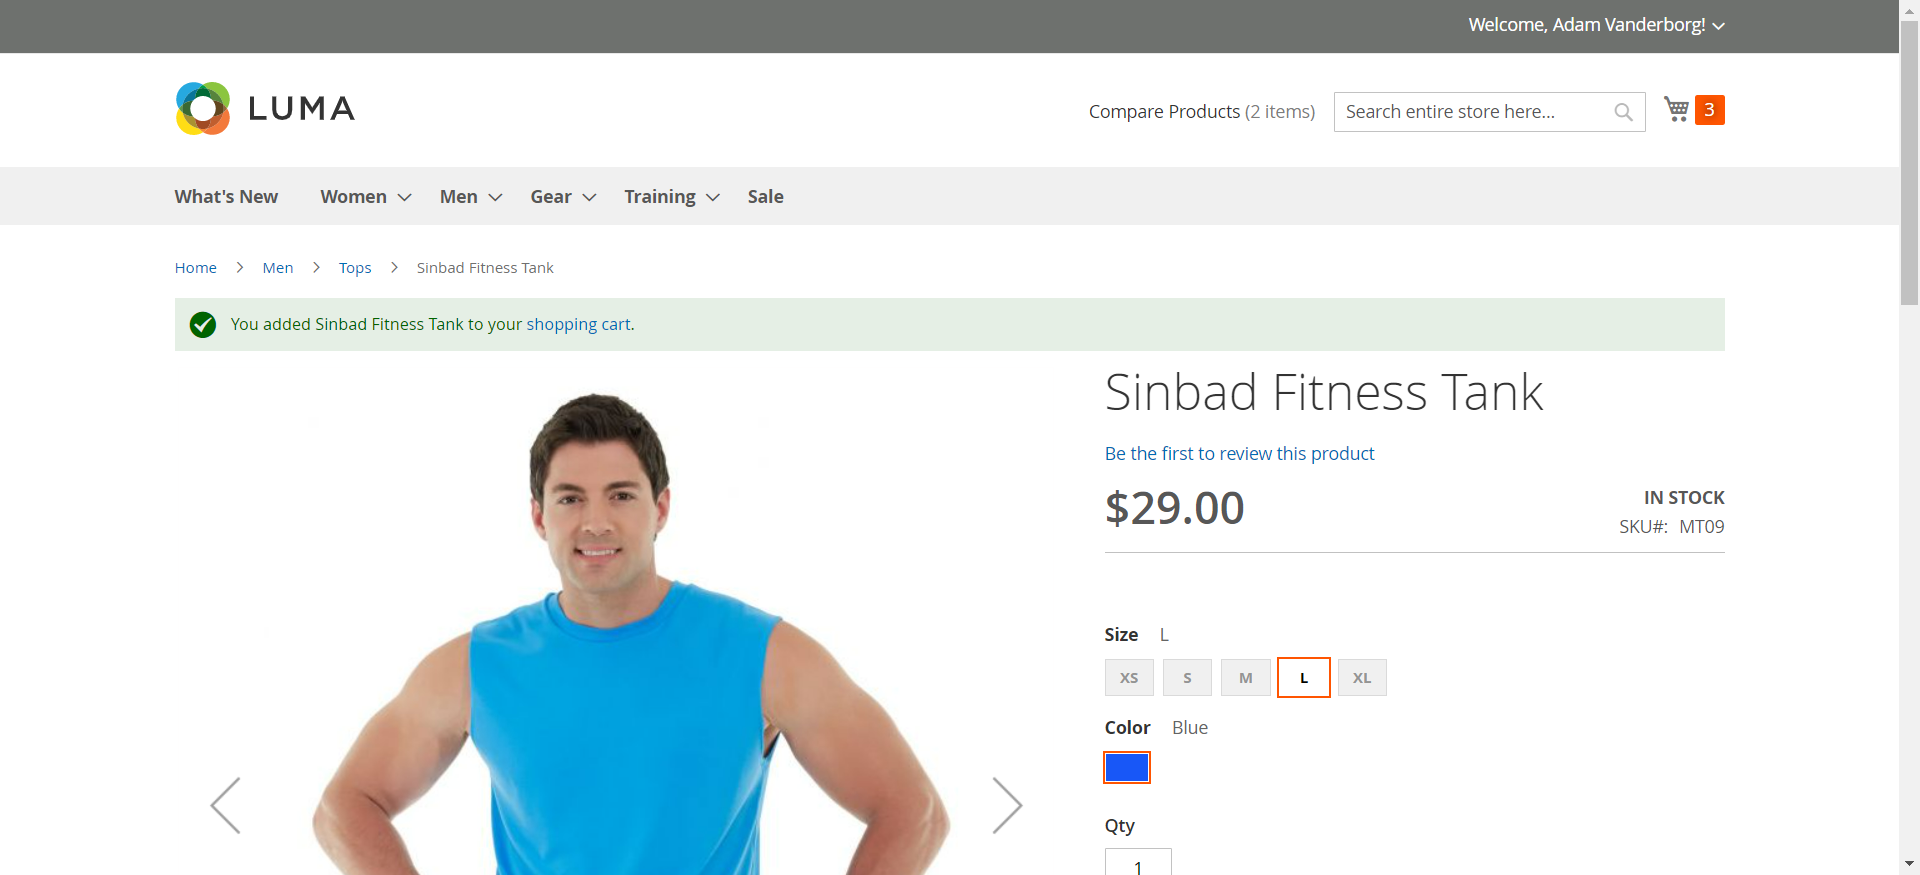 Welcome, Adam Vanderborg!
LUMA
Compare Products (2 items)
Search entire store here...
3
What's New
Women
Men
Gear
Training
Sale
Home
Men
Tops
Sinbad Fitness Tank
You added Sinbad Fitness Tank to your shopping cart.
Sinbad Fitness Tank
Be the first to review this product
$29.00
IN STOCK
SKU#: MT09
Size L
XS
S
M
L
XL
Color Blue
Qty
1